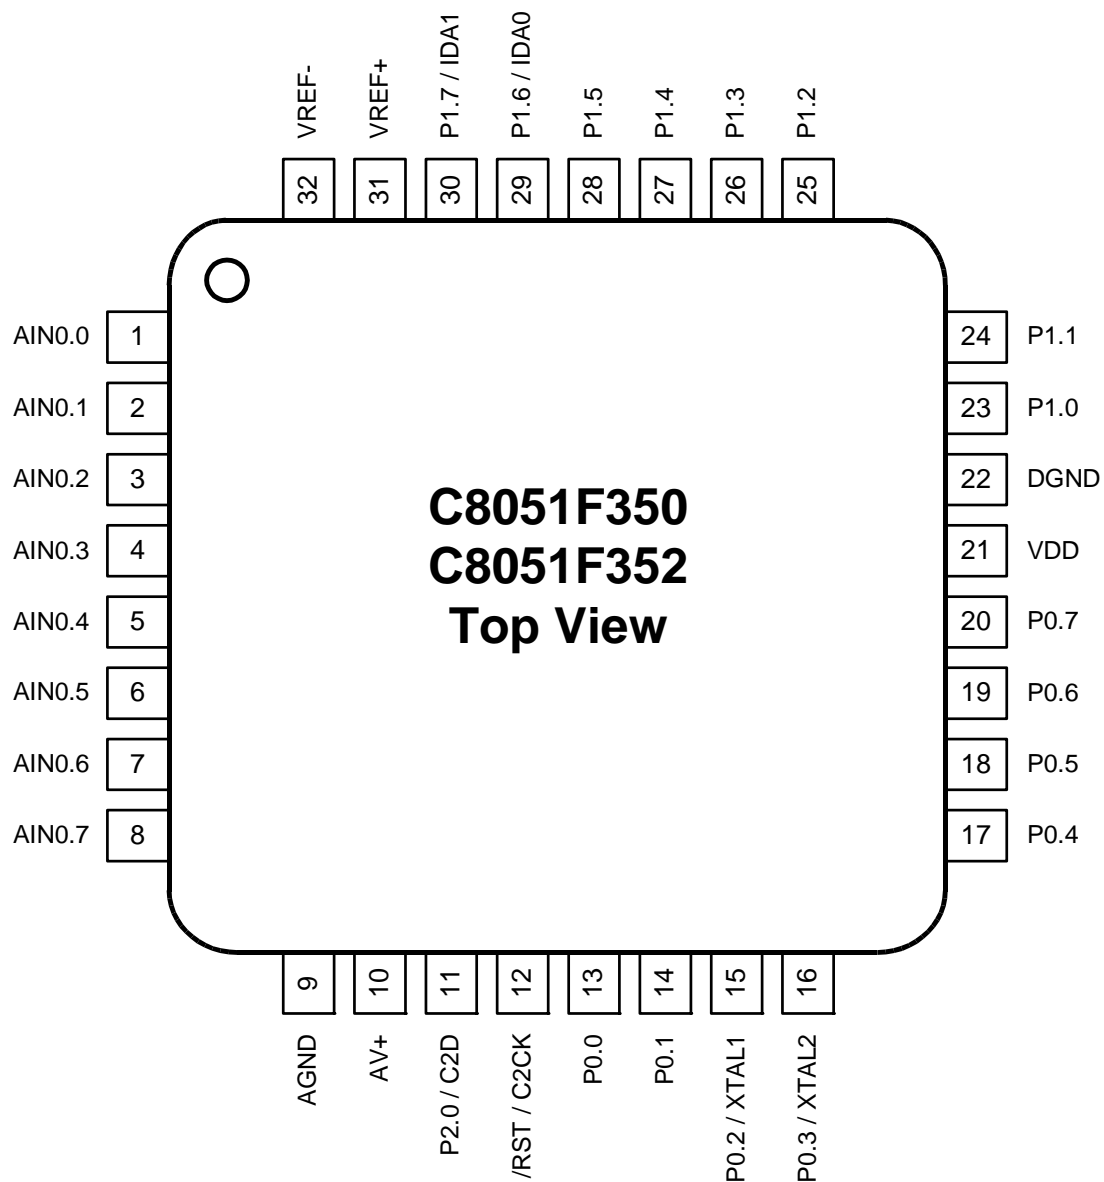 VREF-
VREF+
P1.7 / IDA1
P1.6 / IDA0
P1.5
P1.4
P1.3
P1.2
32
31
30
29
28
27
26
25
AIN0.0 1
AIN0.1 2
AIN0.2 3
AIN0.3 4
AIN0.4 5
AIN0.5 6
AIN0.6 7
AIN0.7 8
C8051F350
C8051F352
Top View
24 P1.1
23 P1.0
22 DGND
21 VDD
20 P0.7
19 P0.6
18 P0.5
17 P0.4
9
10
11
12
13
14
15
16
AGND
AV+
P2.0 / C2D
/RST / C2CK
P0.0
P0.1
P0.2 / XTAL1
P0.3 / XTAL2